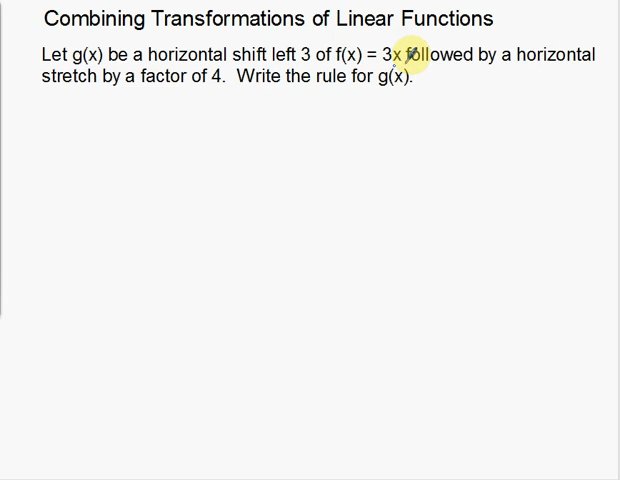 Combining Transformations of Linear Functions
Let g(x) be a horizontal shift left 3 of f(x) = 3x followed by a horizontal
stretch by a factor of 4.  Write the rule for g(x).